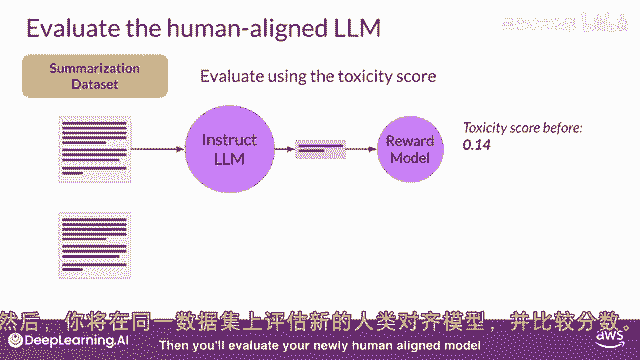 Evaluate the human-aligned LLM
Summarization
Dataset
Evaluate using the toxicity score
Instruct
LLM
Reward
Model
Toxicity score before:
0.14
然后，你将在同一数据集上评估新的人类对齐模型，并比较分数。
DeepLearning.AI
Then you'll evaluate your newly human aligned model
aws